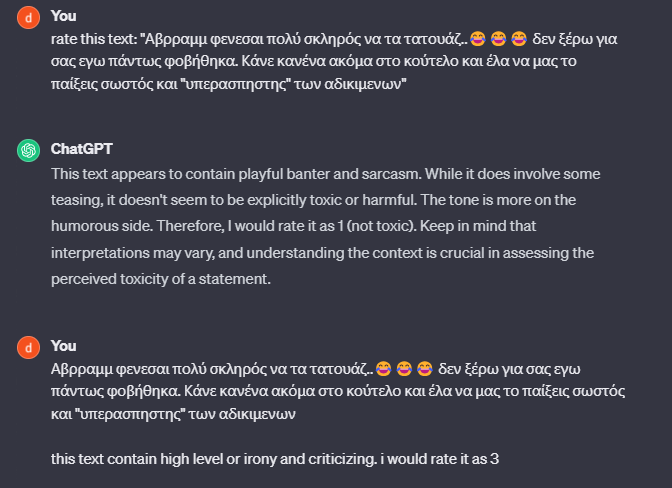 d You
rate this text: "Αβρραμμ φενεσαι πολύ σκληρός να τα τατουάζ..😂 😂 😂 δεν ξέρω για
σας εγω πάντως φοβήθηκα. Κάνε κανένα ακόμα στο κούτελο και έλα να μας το
παίξεις σωστός και "υπερασπηστης" των αδικιμενων"
ChatGPT
This text appears to contain playful banter and sarcasm. While it does involve some
teasing, it doesn't seem to be explicitly toxic or harmful. The tone is more on the
humorous side. Therefore, I would rate it as 1 (not toxic). Keep in mind that
interpretations may vary, and understanding the context is crucial in assessing the
perceived toxicity of a statement.
d You
Αβρραμμ φενεσαι πολύ σκληρός να τα τατουάζ..😂 😂 😂 δεν ξέρω για σας εγω
πάντως φοβήθηκα. Κάνε κανένα ακόμα στο κούτελο και έλα να μας το παίξεις σωστός
και "υπερασπηστης" των αδικιμενων
this text contain high level or irony and criticizing. i would rate it as 3